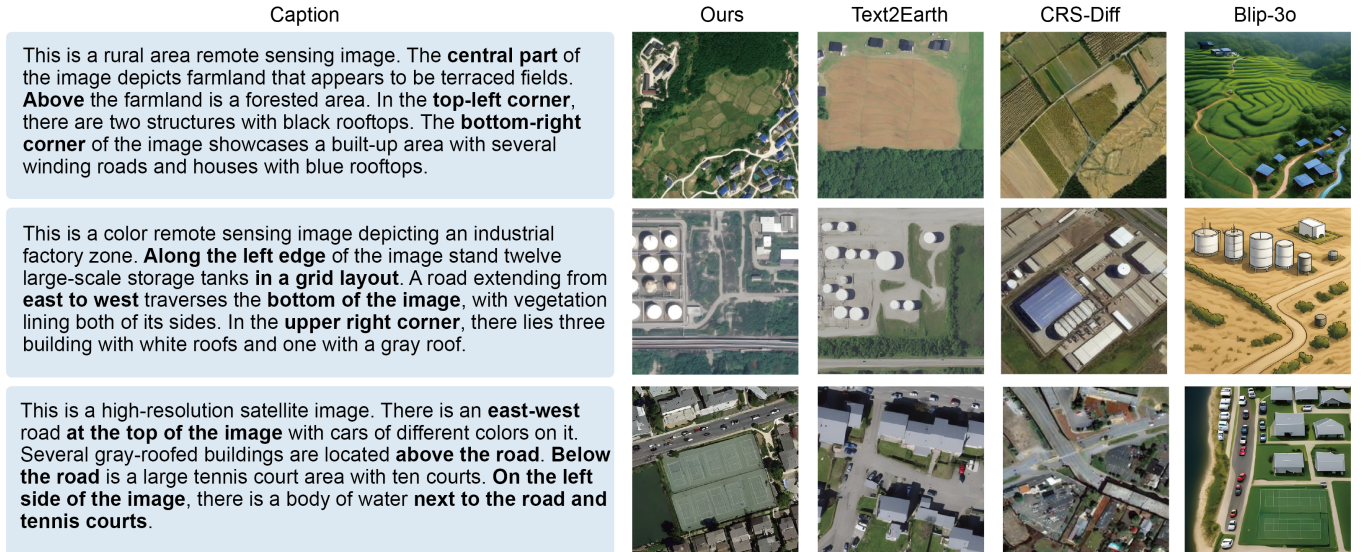 Caption
Ours
Text2Earth
CRS-Diff
Blip-3o
This is a rural area remote sensing image. The central part of
the image depicts farmland that appears to be terraced fields.
Above the farmland is a forested area. In the top-left corner,
there are two structures with black rooftops. The bottom-right
corner of the image showcases a built-up area with several
winding roads and houses with blue rooftops.
This is a color remote sensing image depicting an industrial
factory zone. Along the left edge of the image stand twelve
large-scale storage tanks in a grid layout. A road extending from
east to west traverses the bottom of the image, with vegetation
lining both of its sides. In the upper right corner, there lies three
building with white roofs and one with a gray roof.
This is a high-resolution satellite image. There is an east-west
road at the top of the image with cars of different colors on it.
Several gray-roofed buildings are located above the road. Below
the road is a large tennis court area with ten courts. On the left
side of the image, there is a body of water next to the road and
tennis courts.